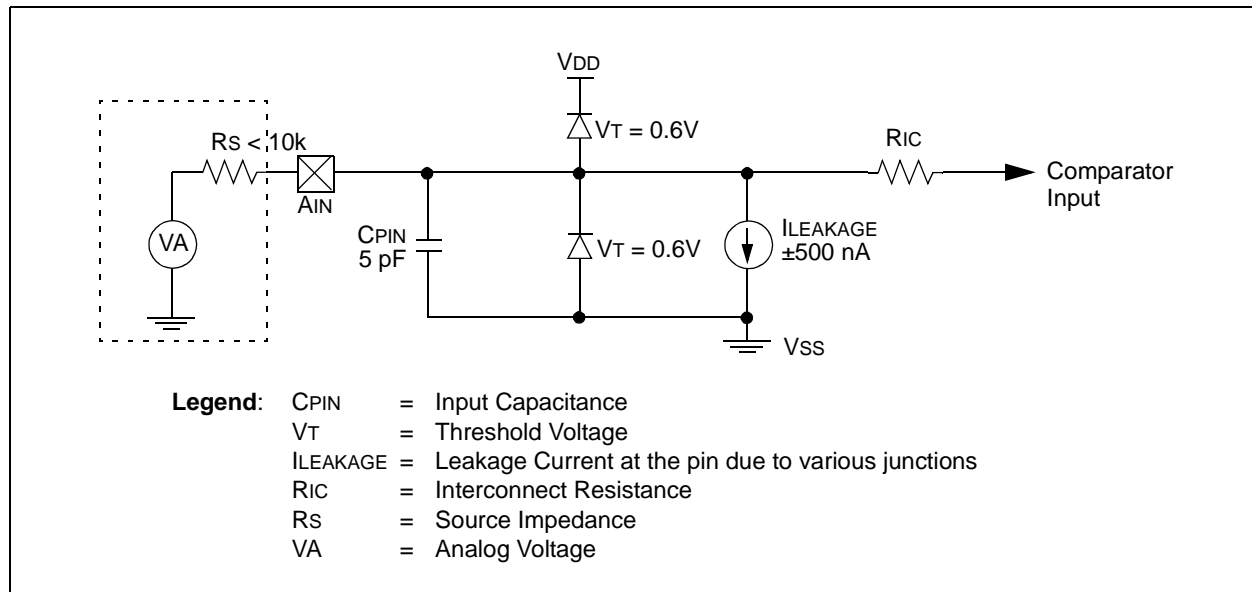 VDD
VT = 0.6V
RS < 10k
RIC
AIN
Comparator
Input
VA
CPIN
5 pF
VT = 0.6V
ILEAKAGE
±500 nA
VSS
Legend: CPIN = Input Capacitance
VT = Threshold Voltage
ILEAKAGE = Leakage Current at the pin due to various junctions
RIC = Interconnect Resistance
RS = Source Impedance
VA = Analog Voltage